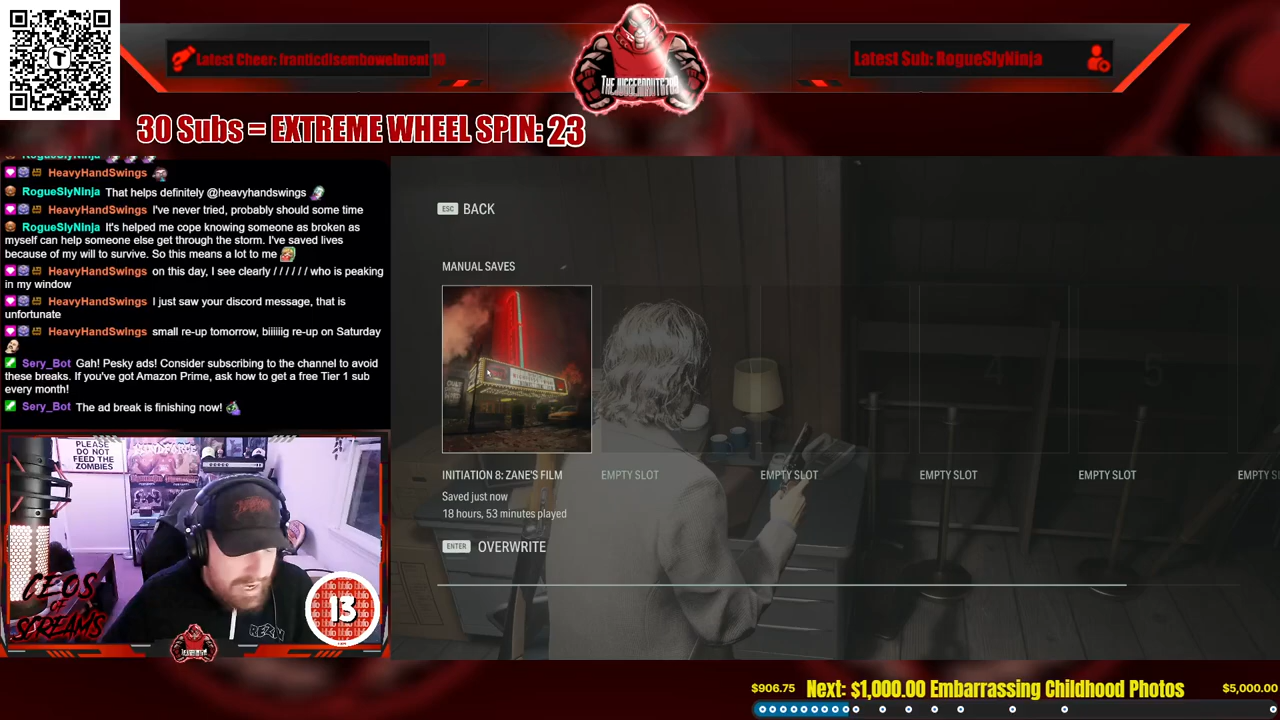 Latest Cheer: franticdisembowelment 10
THEJUGGERNAUT6789
Latest Sub: RogueSlyNinja
30 Subs = EXTREME WHEEL SPIN: 23
RogueSlyNinja
HeavyHandSwings
RogueSlyNinja That helps definitely @heavyhandswings
HeavyHandSwings I've never tried, probably should some time
RogueSlyNinja It's helped me cope knowing someone as broken as
myself can help someone else get through the storm. I've saved lives
because of my will to survive. So this means a lot to me
HeavyHandSwings on this day, I see clearly / / / / / / who is peaking
in my window
HeavyHandSwings I just saw your discord message, that is
unfortunate
HeavyHandSwings small re-up tomorrow, biiiiiig re-up on Saturday
Sery_Bot Gah! Pesky ads! Consider subscribing to the channel to avoid
these breaks. If you've got Amazon Prime, ask how to get a free Tier 1 sub
every month!
Sery_Bot The ad break is finishing now!
ESC BACK
MANUAL SAVES
4
5
INITIATION 8: ZANE'S FILM
Saved just now
18 hours, 53 minutes played
EMPTY SLOT
EMPTY SLOT
EMPTY SLOT
EMPTY SLOT
EMPTY S
ENTER OVERWRITE
PLEASE
DO NOT
FEED THE
ZOMBIES
CEOS
OF
SCREAMS
13
$906.75 Next: $1,000.00 Embarrassing Childhood Photos $5,000.00